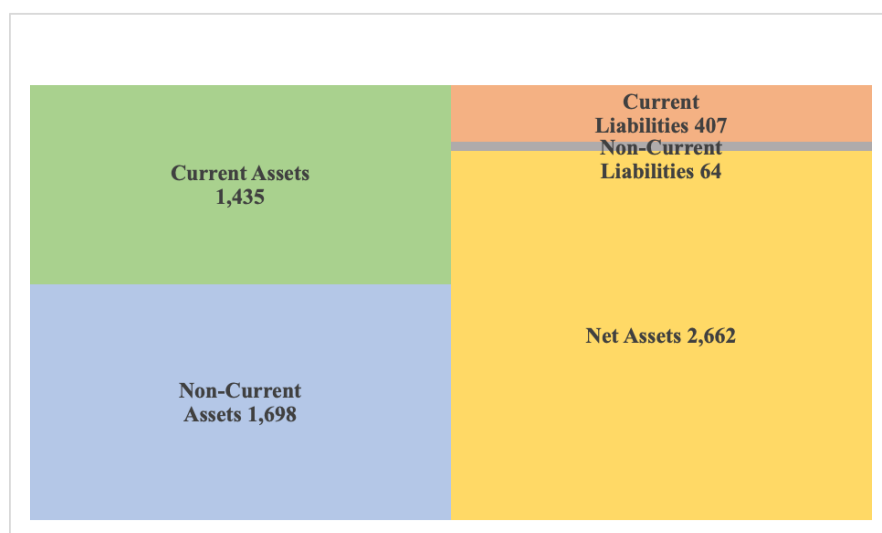 Current Assets
1,435
Non-Current
Assets 1,698
Current
Liabilities 407
Non-Current
Liabilities 64
Net Assets 2,662